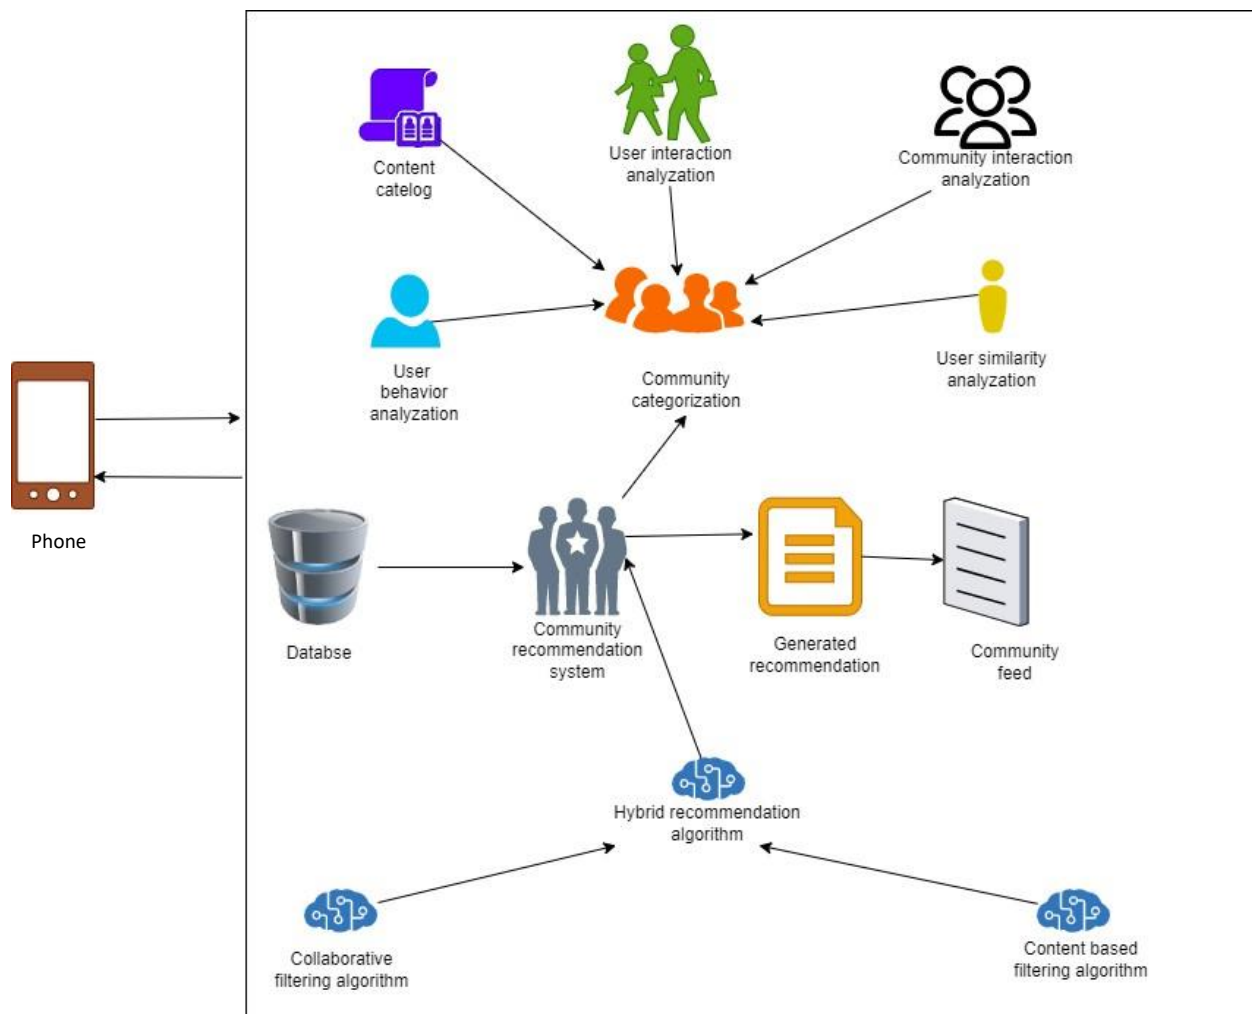 Content
catelog
User interaction
analyzation
Community interaction
analyzation
User
behavior
analyzation
Community
categorization
User similarity
analyzation
Phone
Databse
Community
recommendation
system
Generated
recommendation
Community
feed
Hybrid recommendation
algorithm
Collaborative
filtering algorithm
Content based
filtering algorithm